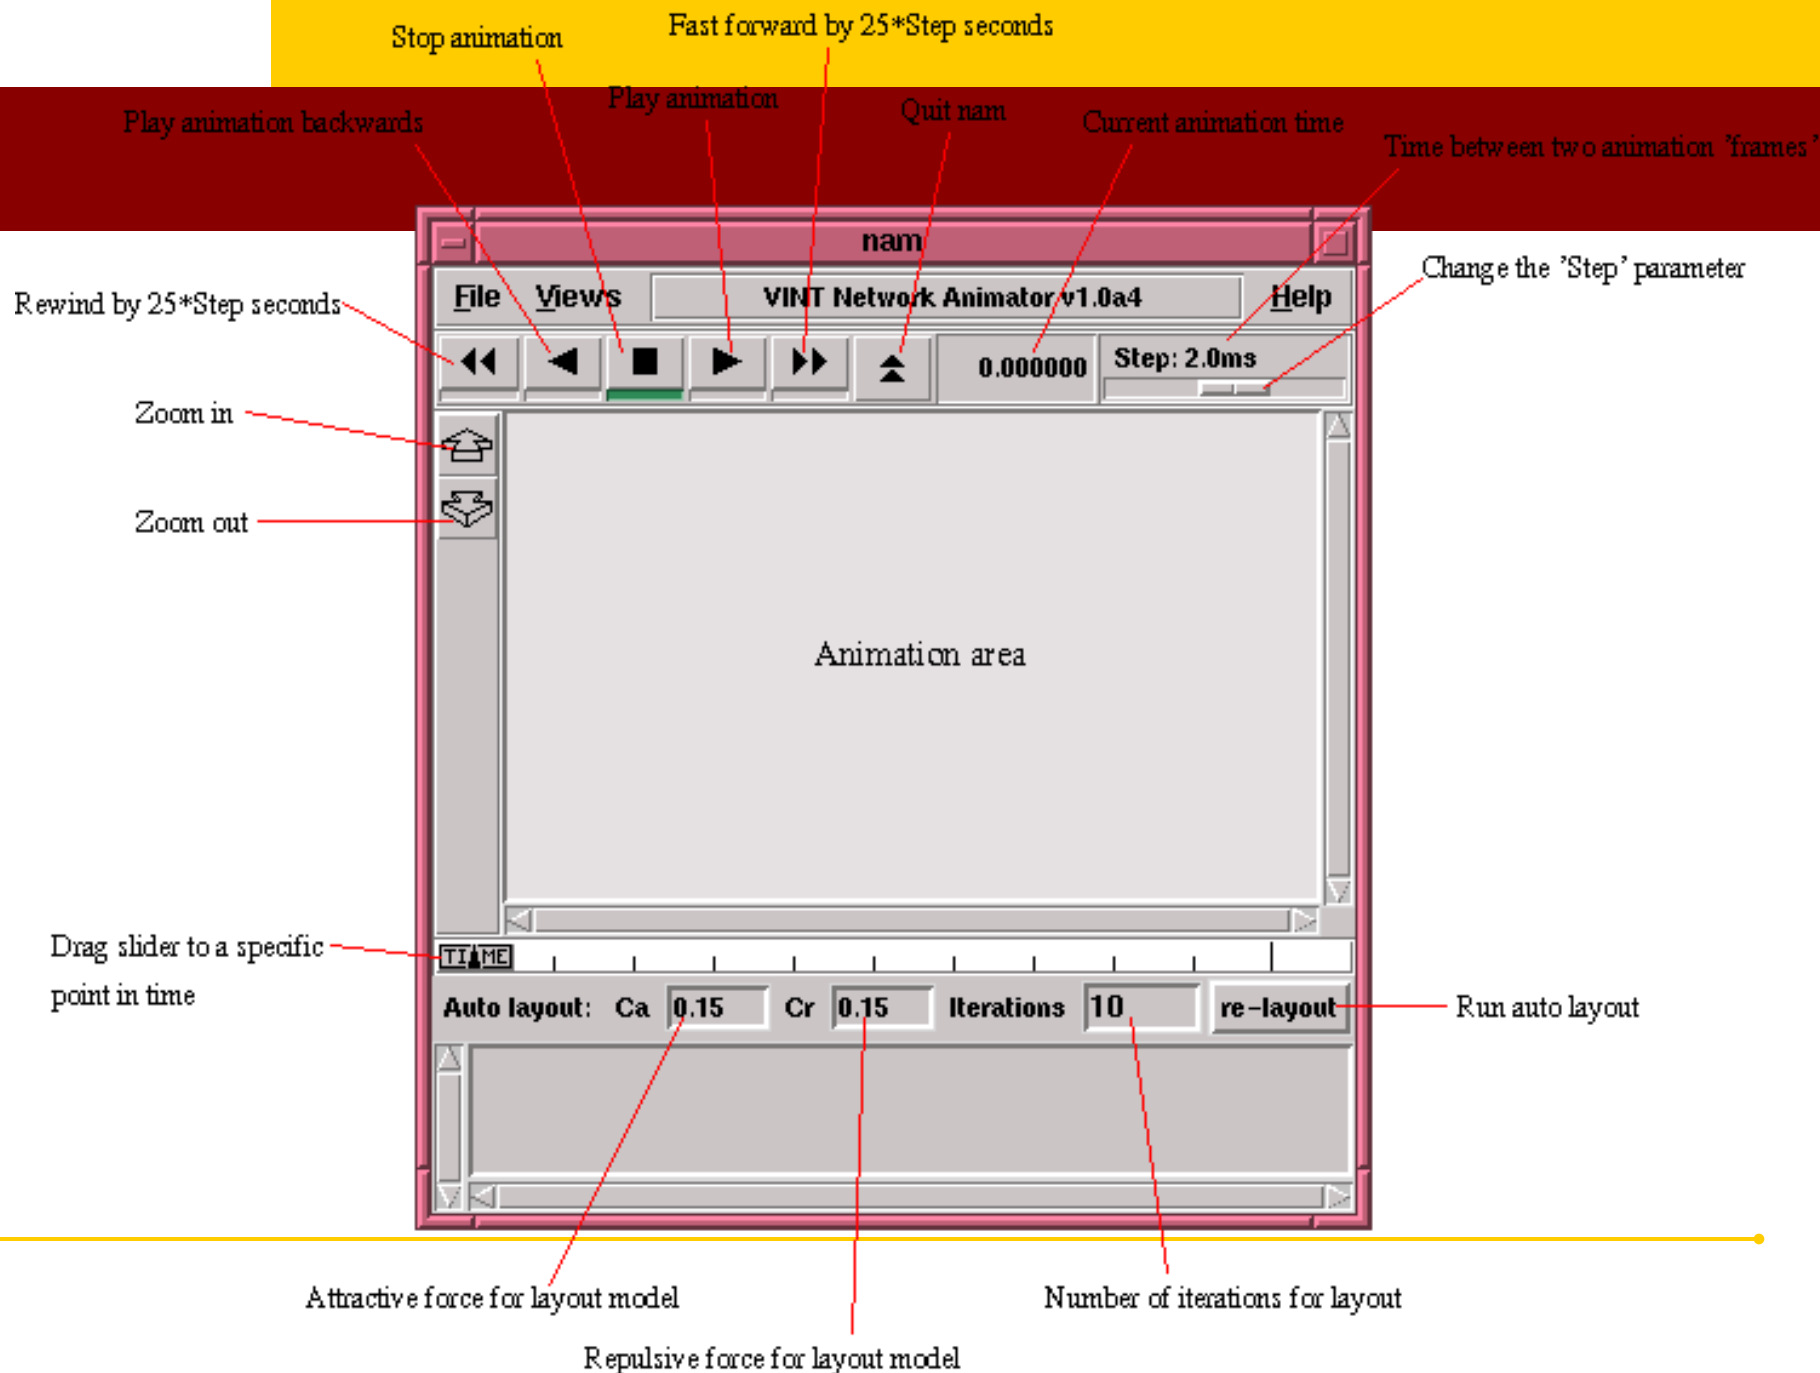 Stop animation
Fast forward by 25*Step seconds
Play animation backwards
Play animation
Quit nam
Current animation time
Time between two animation 'frames'
nam
Change the 'Step' parameter
Rewind by 25*Step seconds
File Views VINT Network Animator v1.0a4 Help
0.000000
Step: 2.0ms
Zoom in
Zoom out
Animation area
Drag slider to a specific
point in time
TIME
Auto layout: Ca 0.15 Cr 0.15 Iterations 10 re-layout
Run auto layout
Attractive force for layout model
Number of iterations for layout
Repulsive force for layout model